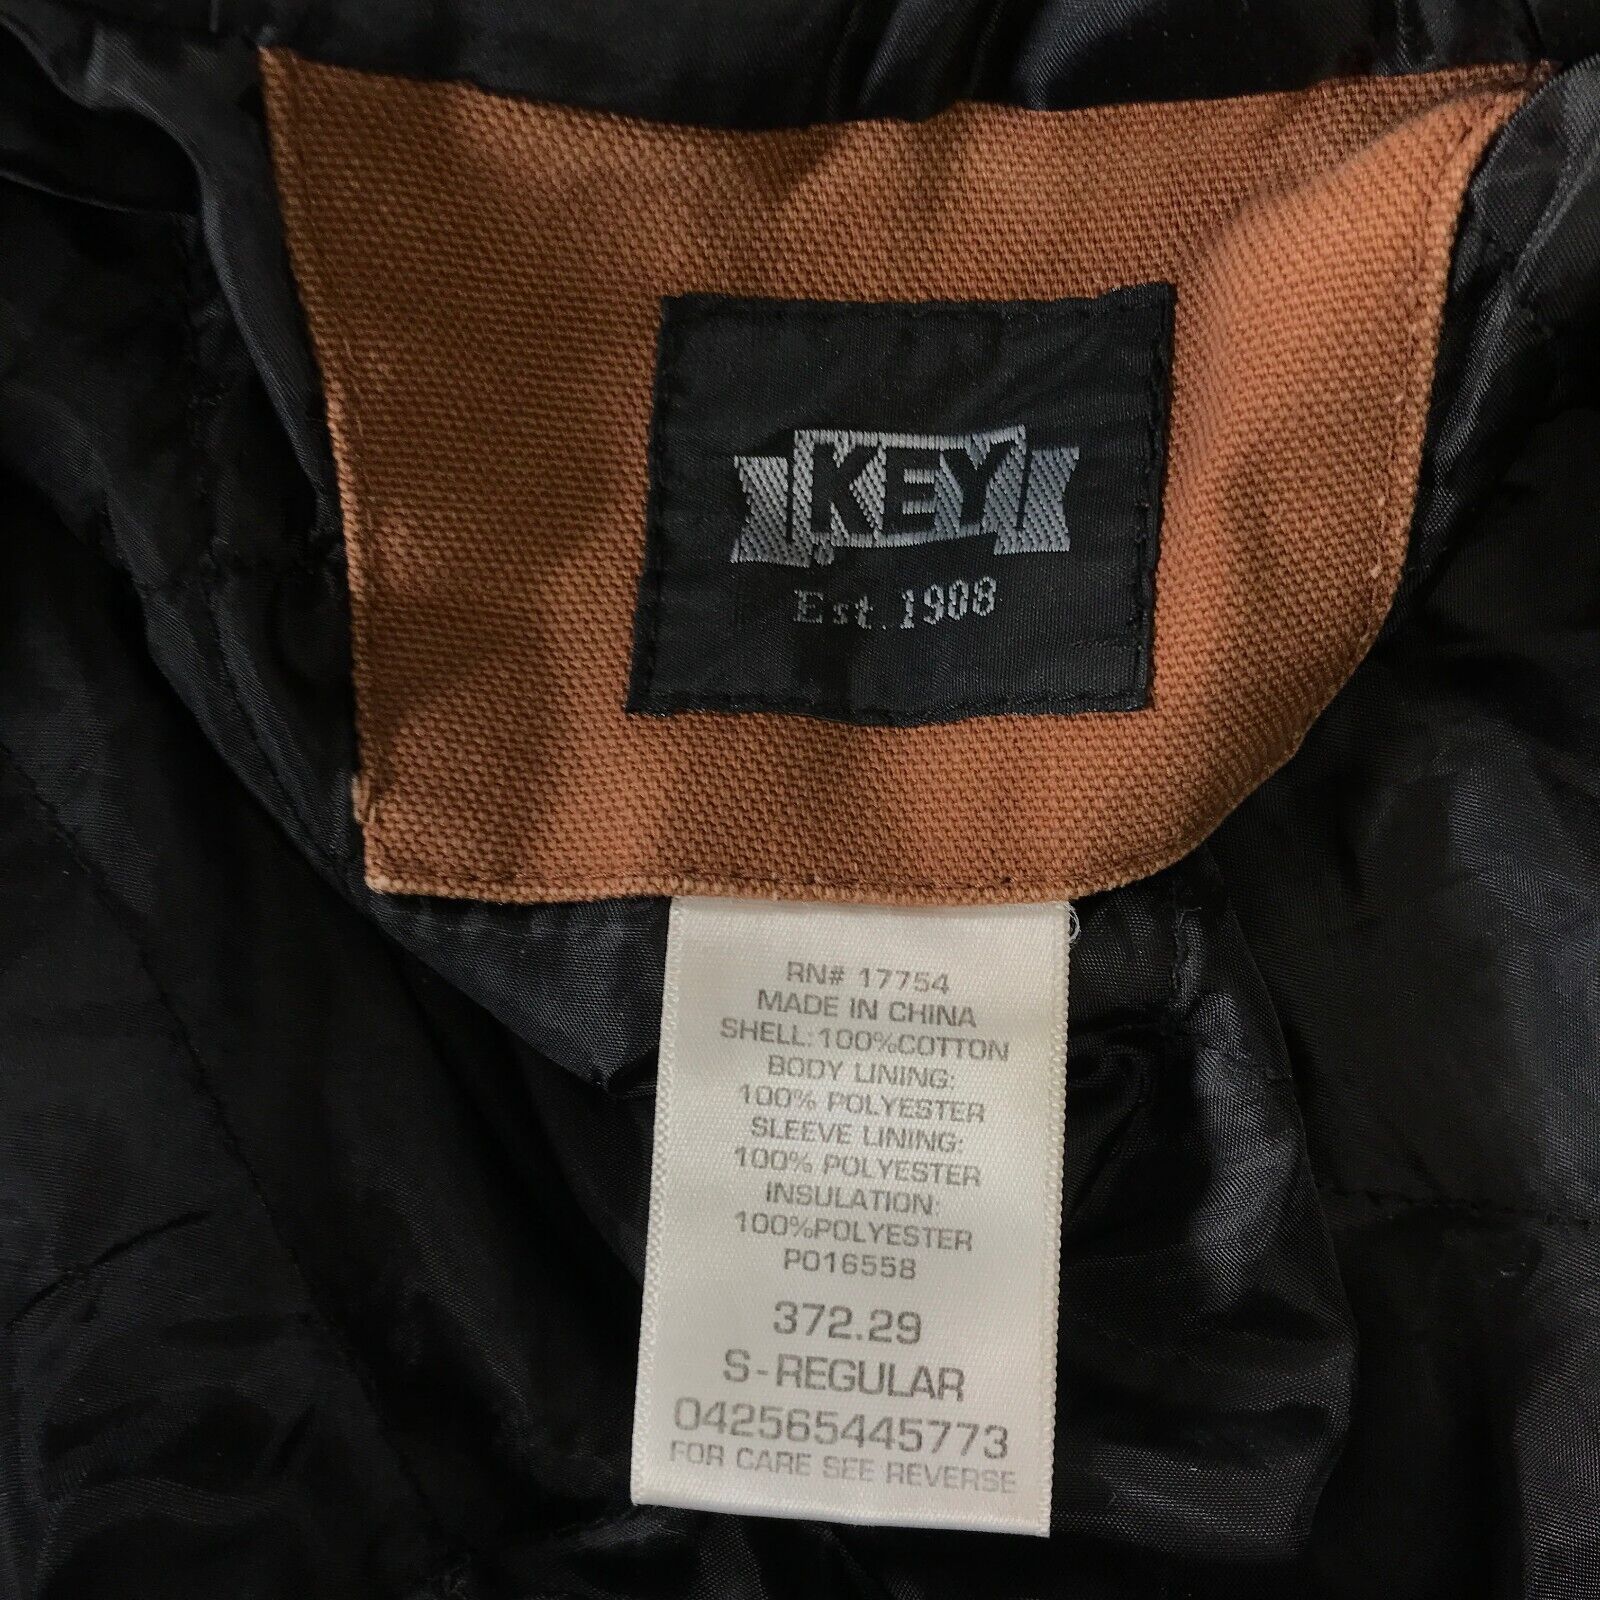 KEY
Est. 1908
RN# 17754
MADE IN CHINA
SHELL: 100%COTTON
BODY LINING:
100% POLYESTER
SLEEVE LINING:
100% POLYESTER
INSULATION:
100%POLYESTER
PO16558
372.29
S-REGULAR
042565445773
FOR CARE SEE REVERSE